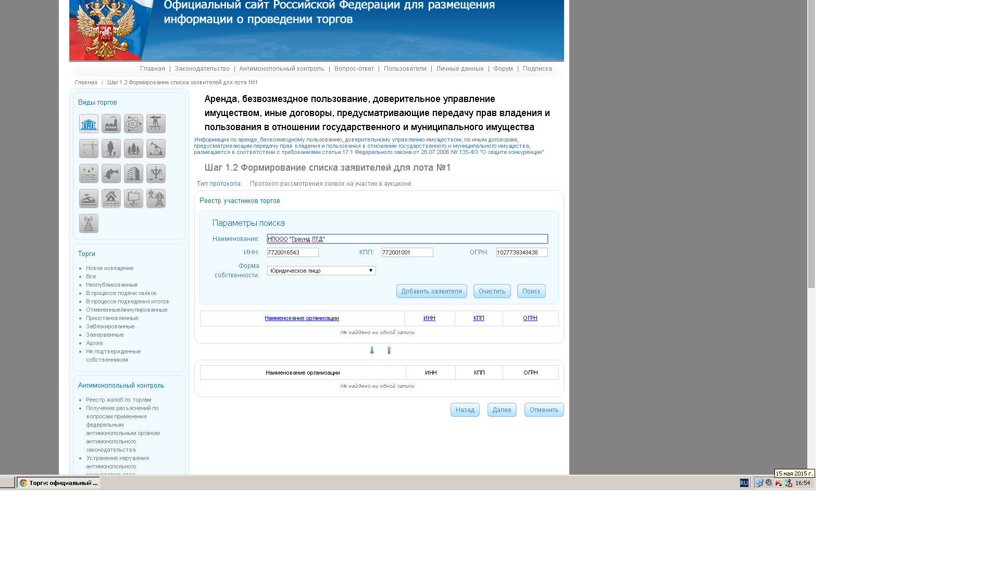 Официальный сайт Российской Федерации для размещения
информации о проведении торгов
Главная | Законодательство | Антимонопольный контроль | Вопрос-ответ | Пользователи | Личные данные | Форум | Подписка
Главная | Шаг 1.2 Формирование списка заявителей для лота №1
Виды торгов
Торги
Новое извещение
Все
Неопубликованные
В процессе подачи заявок
В процессе подведения итогов
Отмененные/аннулированные
Приостановленные
Заблокированные
Завершенные
Архив
Не подтвержденные
собственником
Антимонопольный контроль
Реестр жалоб по торгам
Получение разъяснений по
вопросам применения
федеральным
антимонопольным органом
антимонопольного
законодательства
Устранение нарушения
антимонопольного
законодательства
Аренда, безвозмездное пользование, доверительное управление
имуществом, иные договоры, предусматривающие передачу прав владения и
пользования в отношении государственного и муниципального имущества
Информация по аренде, безвозмездному пользованию, доверительному управлению имуществом, по иным договорам,
предусматривающим передачу прав владения и пользования в отношении государственного и муниципального имущества,
размещается в соответствии с требованиями статьи 17.1 Федерального закона от 26.07.2006 № 135-ФЗ "О защите конкуренции"
Шаг 1.2 Формирование списка заявителей для лота №1
Тип протокола: Протокол рассмотрения заявок на участие в аукционе
Реестр участников торгов
Параметры поиска
Наименование: НПООО "Граунд ЛТД"
ИНН: 7720016543 КПП: 772001001 ОГРН: 1027739348438
Форма
собственности: Юридическое лицо
Добавить заявителя Очистить Поиск
Наименование организации ИНН КПП ОГРН
Не найдено ни одной записи
Наименование организации ИНН КПП ОГРН
Не найдено ни одной записи
Назад Далее Отменить
15 мая 2015 г.
Торги: официальный ... RU 16:54